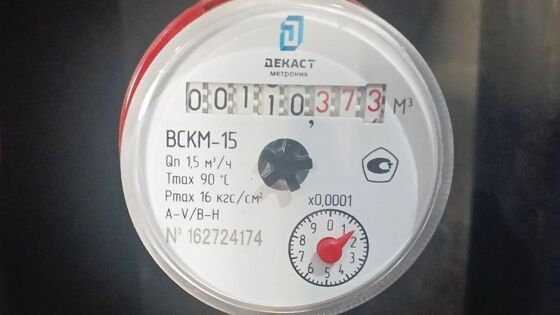 ДЕКАСТ
метроник
00110,373 М³
ВСКМ-15
Qn 1,5 м³/ч
Tmax 90 °С
Pmax 16 кгс/см²
A-V/B-H
x0,0001
№ 162724174
0 1 2 3 4 5 6 7 8 9